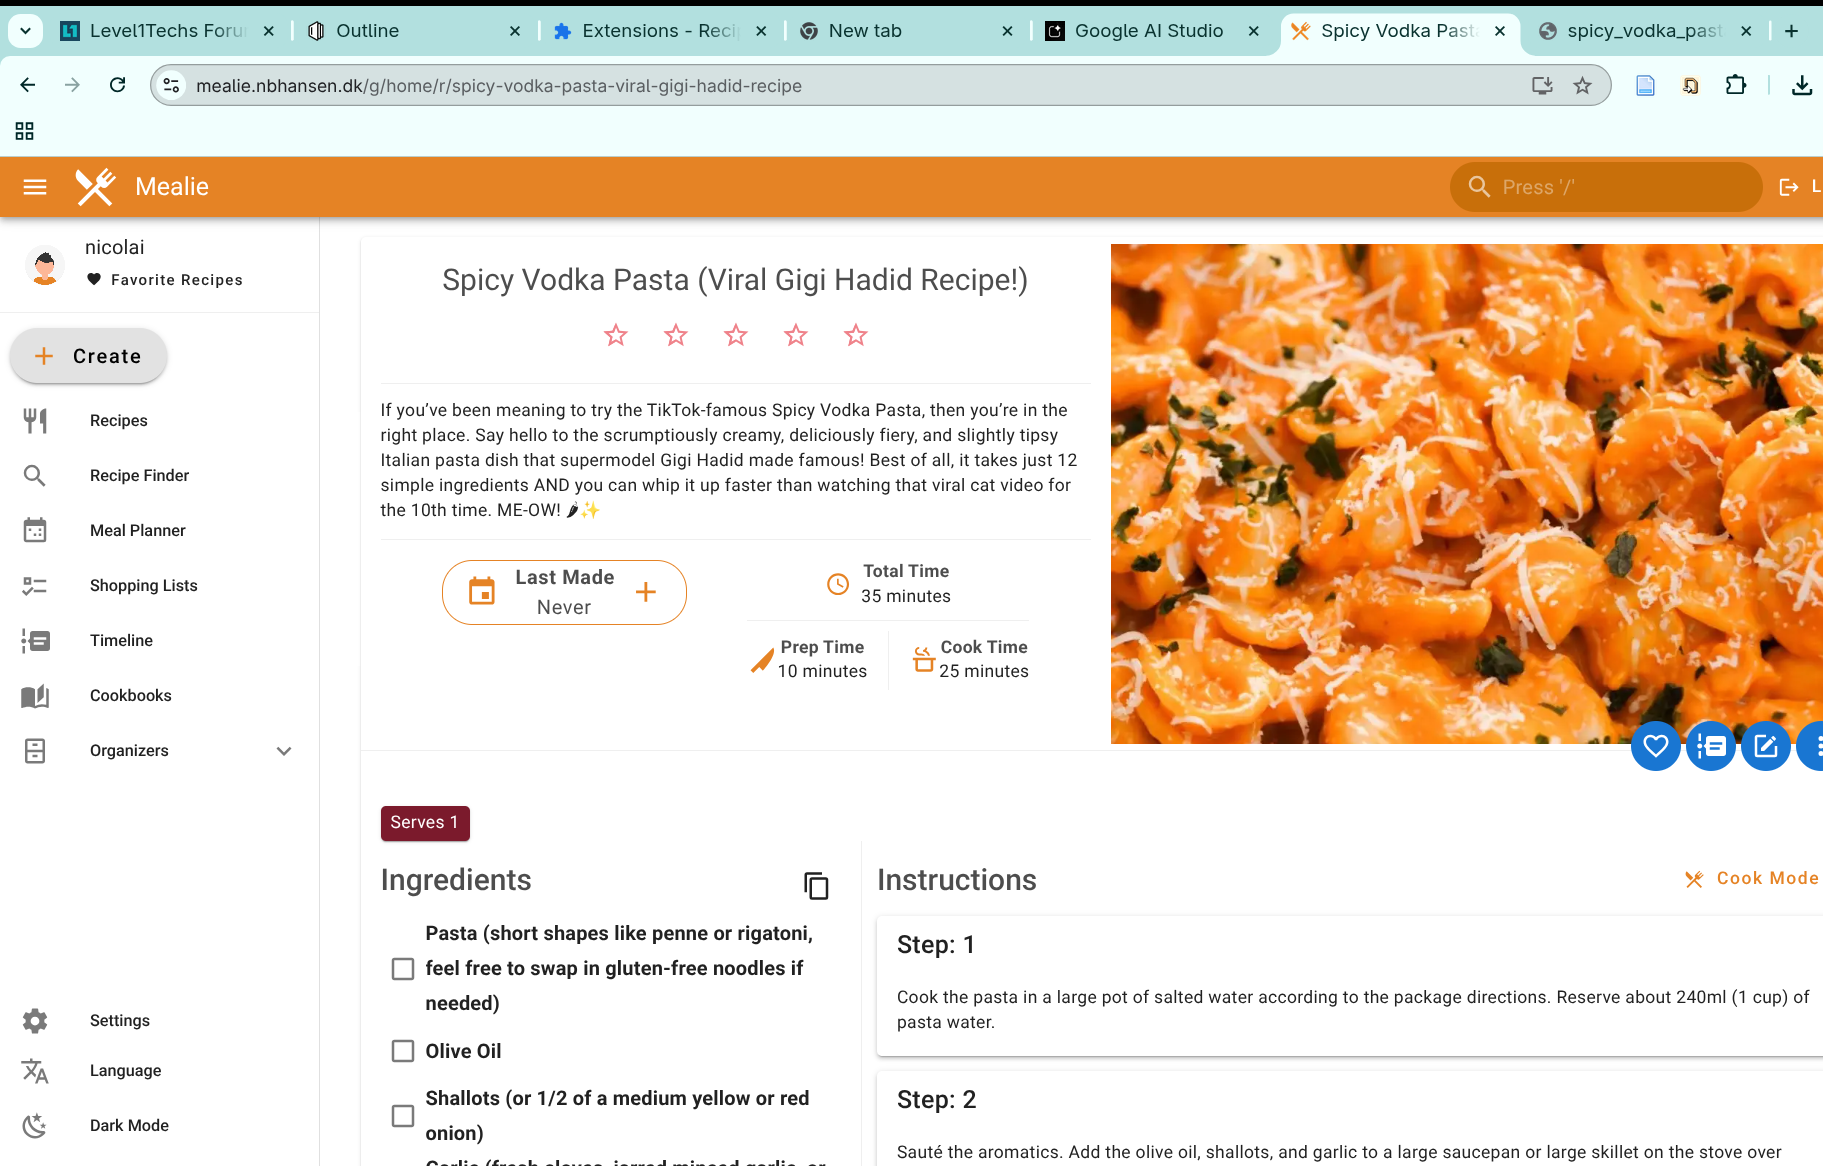 Level1Techs Foru
Outline
Extensions - Reci
New tab
Google AI Studio
Spicy Vodka Past
spicy_vodka_past
mealie.nbhansen.dk/g/home/r/spicy-vodka-pasta-viral-gigi-hadid-recipe
Mealie
Press '/'
L
nicolai
Favorite Recipes
Create
Recipes
Recipe Finder
Meal Planner
Shopping Lists
Timeline
Cookbooks
Organizers
Settings
Language
Dark Mode
Spicy Vodka Pasta (Viral Gigi Hadid Recipe!)
If you’ve been meaning to try the TikTok-famous Spicy Vodka Pasta, then you’re in the
right place. Say hello to the scrumptiously creamy, deliciously fiery, and slightly tipsy
Italian pasta dish that supermodel Gigi Hadid made famous! Best of all, it takes just 12
simple ingredients AND you can whip it up faster than watching that viral cat video for
the 10th time. ME-OW! 🌶✨
Last Made
Never
Total Time
35 minutes
Prep Time
10 minutes
Cook Time
25 minutes
Serves 1
Ingredients
Pasta (short shapes like penne or rigatoni,
feel free to swap in gluten-free noodles if
needed)
Olive Oil
Shallots (or 1/2 of a medium yellow or red
onion)
Garlic (fresh cloves, jarred minced garlic, or
Instructions
Cook Mode
Step: 1
Cook the pasta in a large pot of salted water according to the package directions. Reserve about 240ml (1 cup) of
pasta water.
Step: 2
Sauté the aromatics. Add the olive oil, shallots, and garlic to a large saucepan or large skillet on the stove over